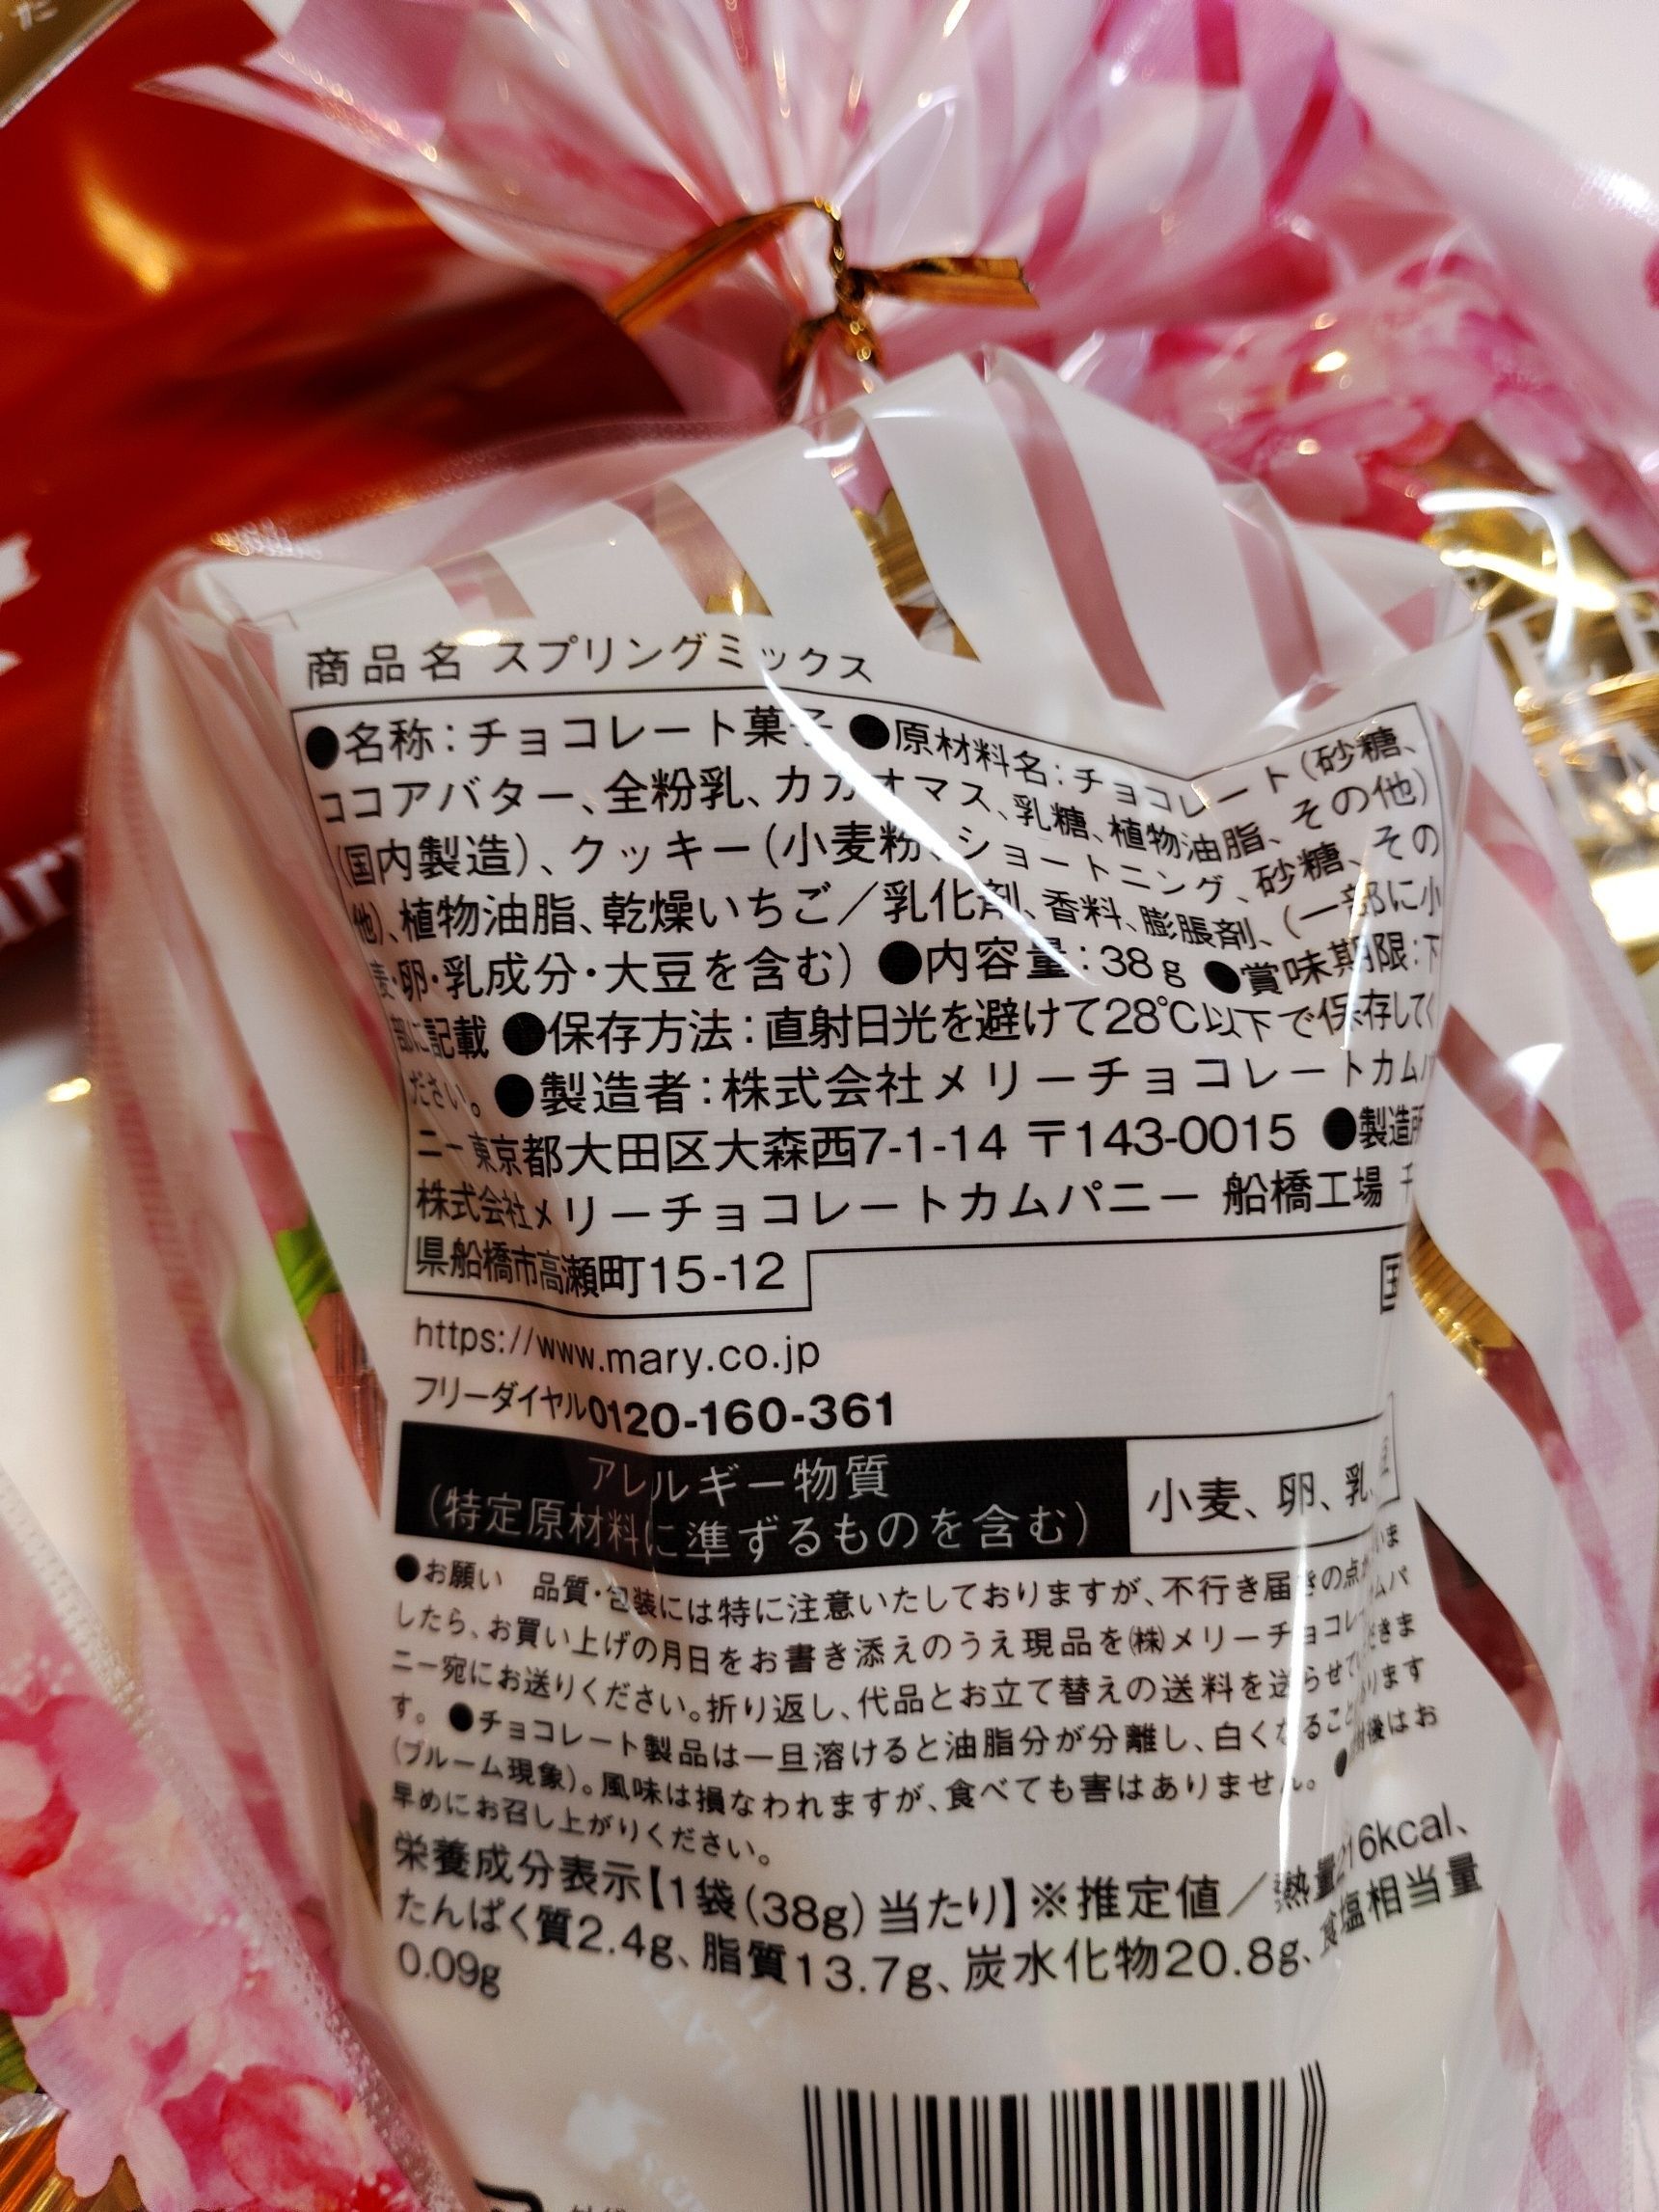 商品名 スプリングミックス
●名称：チョコレート菓子 ●原材料名：チョコレート（砂糖、
ココアバター、全粉乳、カカオマス、乳糖、植物油脂、その他）
（国内製造）、クッキー（小麦粉、ショートニング、砂糖、その
他）、植物油脂、乾燥いちご／乳化剤、香料、膨脹剤、（一部に小
麦・卵・乳成分・大豆を含む） ●内容量：38g ●賞味期限：下
部に記載 ●保存方法：直射日光を避けて28℃以下で保存してく
ださい。 ●製造者：株式会社メリーチョコレートカムパ
ニー 東京都大田区大森西7-1-14 〒143-0015 ●製造所
株式会社メリーチョコレートカムパニー 船橋工場 千
県船橋市高瀬町15-12
https://www.mary.co.jp
フリーダイヤル0120-160-361
アレルギー物質
（特定原材料に準ずるものを含む）
小麦、卵、乳
●お願い 品質・包装には特に注意いたしておりますが、不行き届きの点が いま
したら、お買い上げの月日をお書き添えのうえ現品を㈱メリーチョコレ ムパ
ニー宛にお送りください。折り返し、代品とお立て替えの送料を送らせて だきま
す。 ●チョコレート製品は一旦溶けると油脂分が分離し、白くなること ります
（ブルーム現象）。風味は損なわれますが、食べても害はありません。 ● 後はお
早めにお召し上がりください。
栄養成分表示【1袋（38g）当たり】※推定値／熱量216kcal、
たんぱく質2.4g、脂質13.7g、炭水化物20.8g、食塩相当量
0.09g